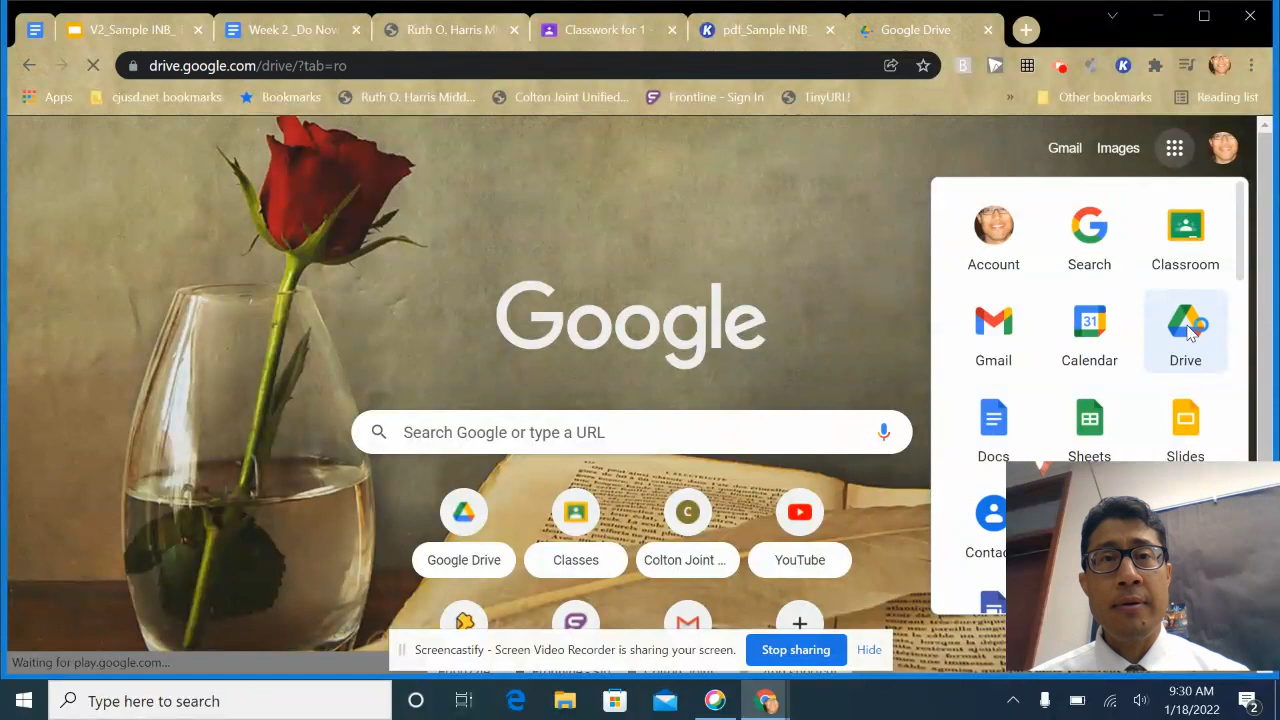 V2_Sample INB_
Week 2 _Do Now
Ruth O. Harris M
Classwork for 1 -
pdf_Sample INB_
Google Drive
drive.google.com/drive/?tab=ro
Apps
cjusd.net bookmarks
Bookmarks
Ruth O. Harris Midd...
Colton Joint Unified...
Frontline - Sign In
TinyURL!
»
Other bookmarks
Reading list
Gmail
Images
Account
Search
Classroom
31
Gmail
Calendar
Drive
Docs
Sheets
Slides
Contac
Google
Search Google or type a URL
C
Google Drive
Classes
Colton Joint ...
YouTube
Screencastify - Screen Video Recorder is sharing your screen.
Stop sharing
Hide
Waiting for play.google.com...
Type here to search
9:30 AM
1/18/2022
2